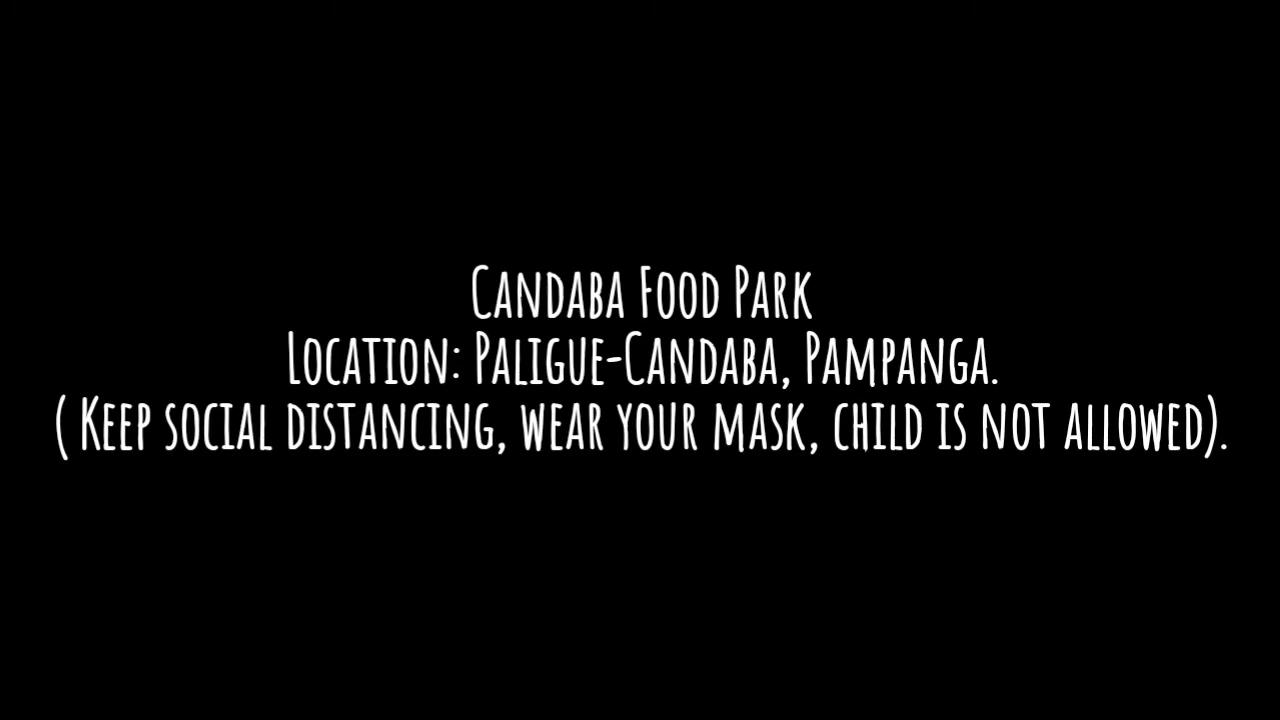 Candaba Food Park
Location: Paligue-Candaba, Pampanga.
( Keep social distancing, wear your mask, child is not allowed).